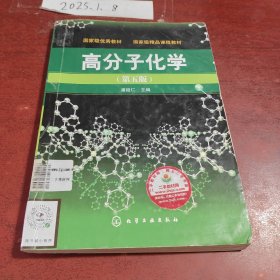 2025.1.8
国家级优秀教材 国家级精品课程教材
高分子化学
(第五版)
潘祖仁 主编
化学工业出版社